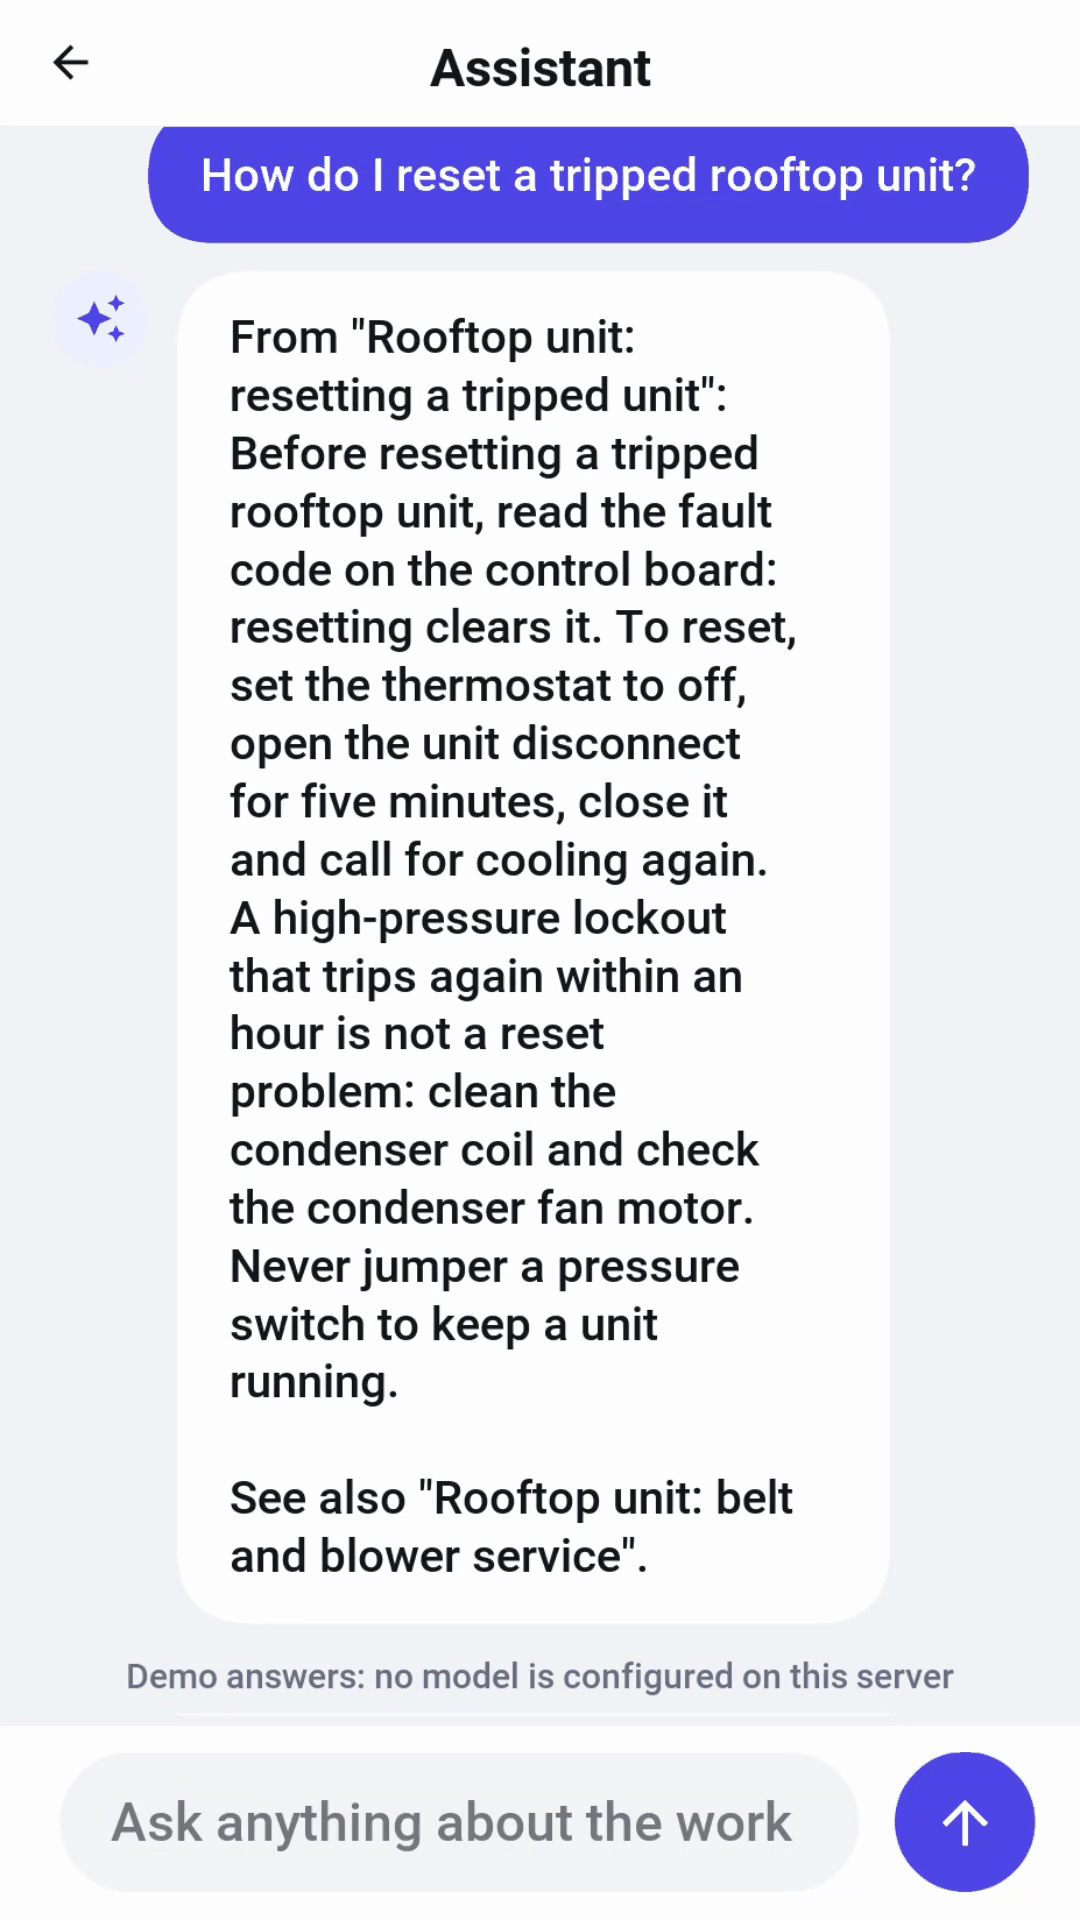 Assistant
How do I reset a tripped rooftop unit?
From "Rooftop unit:
resetting a tripped unit":
Before resetting a tripped
rooftop unit, read the fault
code on the control board:
resetting clears it. To reset,
set the thermostat to off,
open the unit disconnect
for five minutes, close it
and call for cooling again.
A high-pressure lockout
that trips again within an
hour is not a reset
problem: clean the
condenser coil and check
the condenser fan motor.
Never jumper a pressure
switch to keep a unit
running.
See also "Rooftop unit: belt
and blower service".
Demo answers: no model is configured on this server
Ask anything about the work